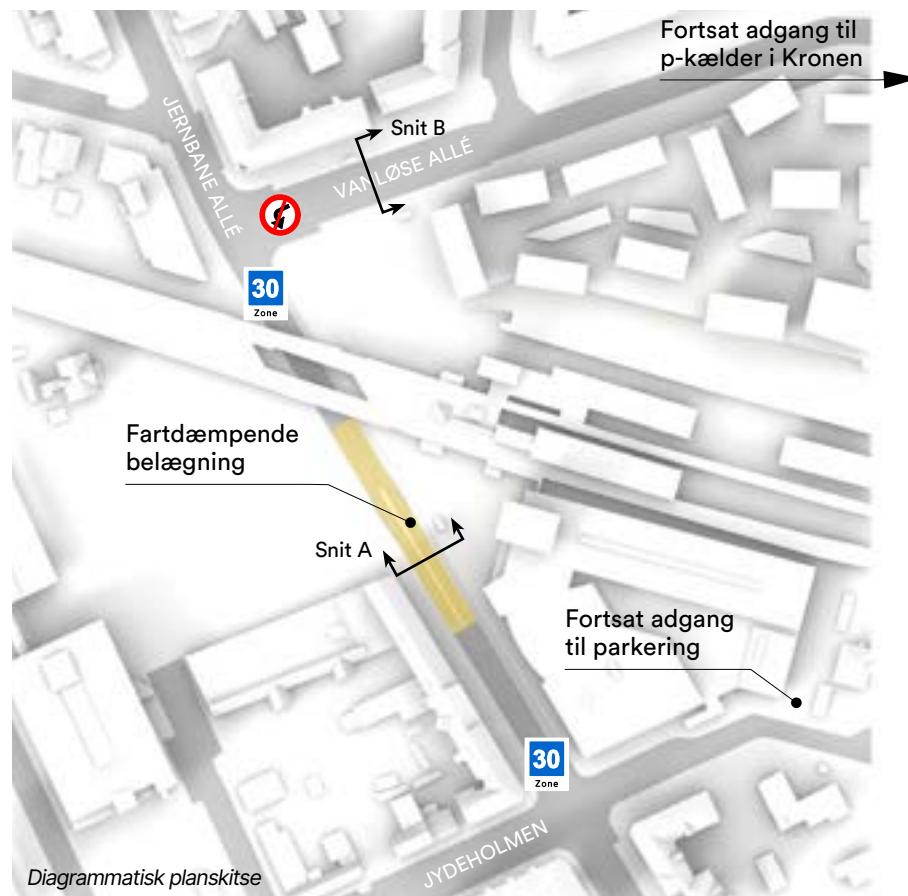 Fortsat adgang til
p-kælder i Kronen
JERNBANE ALLÉ
Snit B
VANLØSE ALLÉ
30
Zone
Fartdæmpende
belægning
Snit A
Fortsat adgang
til parkering
30
Zone
JYDEHOLMEN
Diagrammatisk planskitse